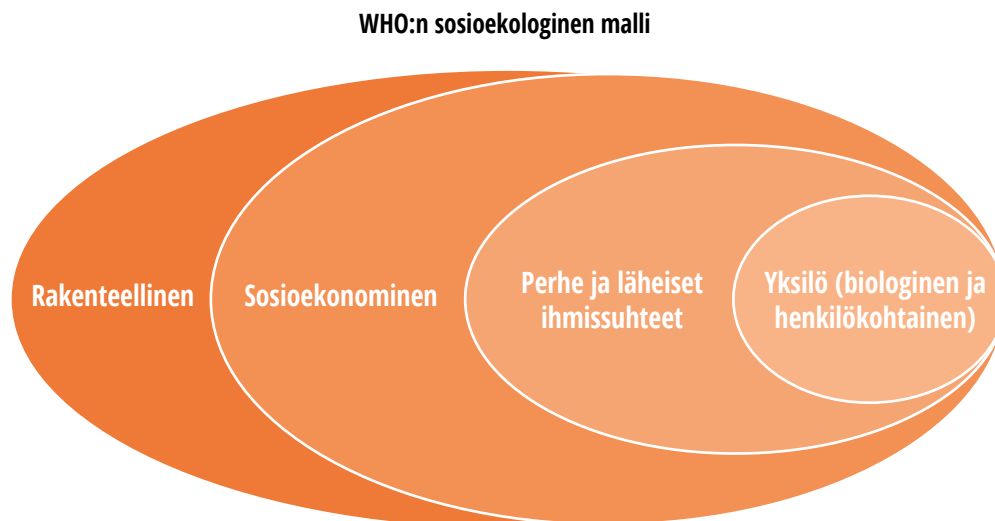 WHO:n sosioekologinen malli
Rakenteellinen
Sosioekonominen
Perhe ja läheiset
ihmissuhteet
Yksilö (biologinen ja
henkilökohtainen)